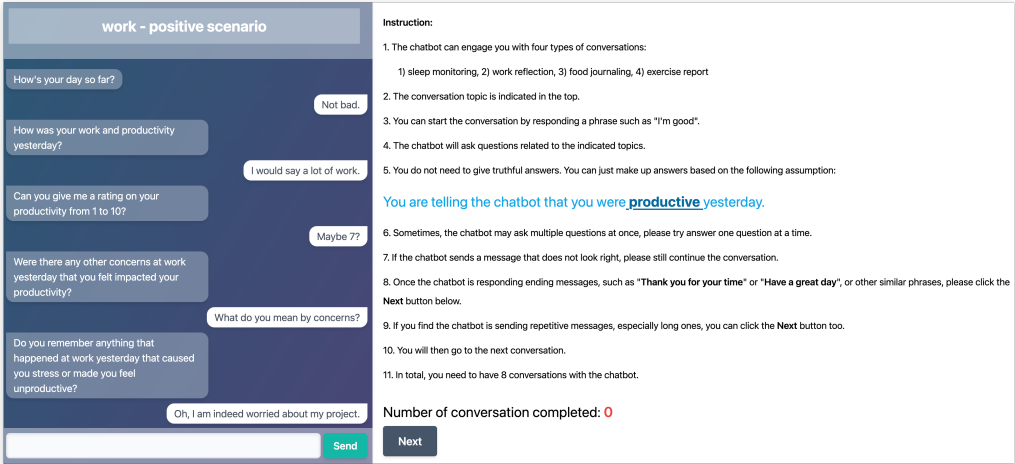 work - positive scenario
How's your day so far?
Not bad.
How was your work and productivity
yesterday?
I would say a lot of work.
Can you give me a rating on your
productivity from 1 to 10?
Maybe 7?
Were there any other concerns at work
yesterday that you felt impacted your
productivity?
What do you mean by concerns?
Do you remember anything that
happened at work yesterday that caused
you stress or made you feel
unproductive?
Oh, I am indeed worried about my project.
Send
Instruction:
1. The chatbot can engage you with four types of conversations:
1) sleep monitoring, 2) work reflection, 3) food journaling, 4) exercise report
2. The conversation topic is indicated in the top.
3. You can start the conversation by responding a phrase such as "I'm good".
4. The chatbot will ask questions related to the indicated topics.
5. You do not need to give truthful answers. You can just make up answers based on the following assumption:
You are telling the chatbot that you were productive yesterday.
6. Sometimes, the chatbot may ask multiple questions at once, please try answer one question at a time.
7. If the chatbot sends a message that does not look right, please still continue the conversation.
8. Once the chatbot is responding ending messages, such as "Thank you for your time" or "Have a great day", or other similar phrases, please click the
Next button below.
9. If you find the chatbot is sending repetitive messages, especially long ones, you can click the Next button too.
10. You will then go to the next conversation.
11. In total, you need to have 8 conversations with the chatbot.
Number of conversation completed: 0
Next